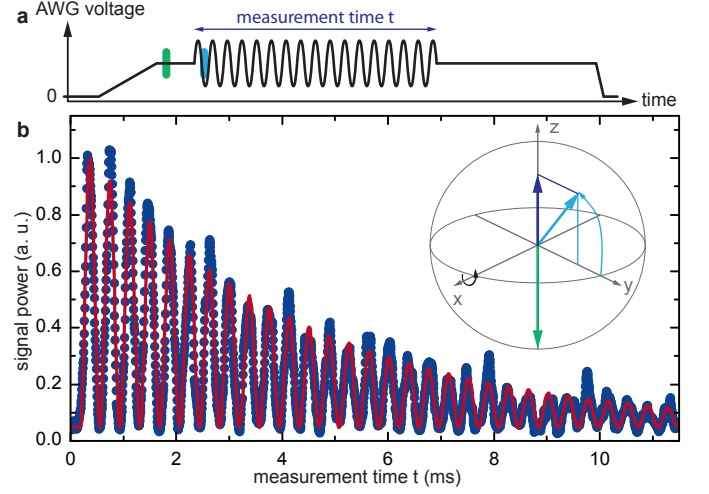 a AWG voltage
measurement time t
0
time
b
1.0
0.8
0.6
0.4
0.2
0.0
signal power (a. u.)
0 2 4 6 8 10
measurement time t (ms)
z
y
x